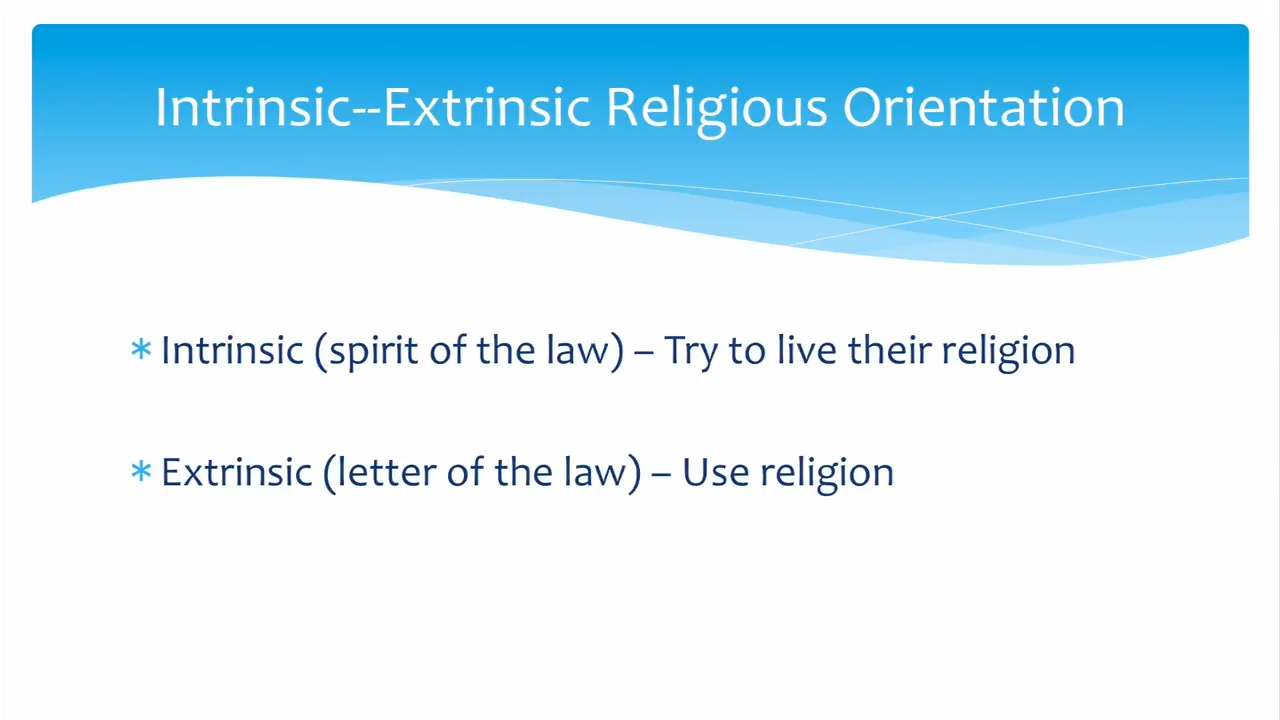 Intrinsic--Extrinsic Religious Orientation
* Intrinsic (spirit of the law) – Try to live their religion
* Extrinsic (letter of the law) – Use religion